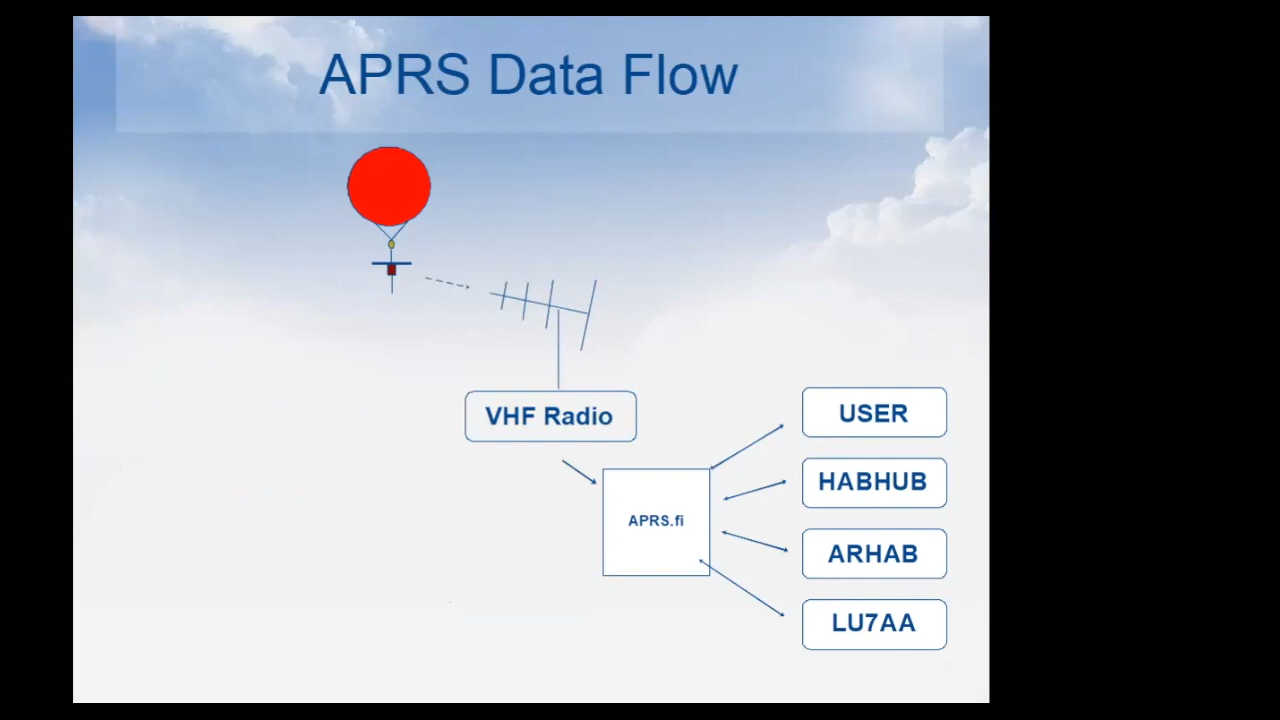 APRS Data Flow
VHF Radio
APRS.fi
USER
HABHUB
ARHAB
LU7AA